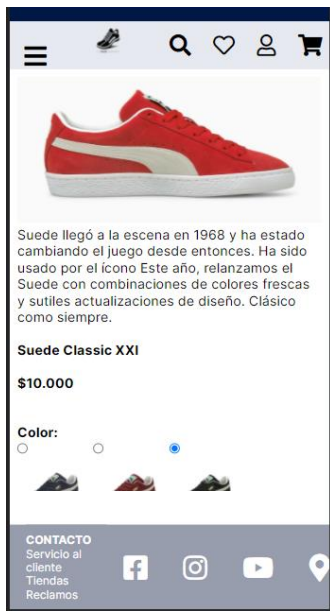 Suede llegó a la escena en 1968 y ha estado
cambiando el juego desde entonces. Ha sido
usado por el ícono Este año, relanzamos el
Suede con combinaciones de colores frescas
y sutiles actualizaciones de diseño. Clásico
como siempre.
Suede Classic XXI
$10.000
Color:
CONTACTO
Servicio al
cliente
Tiendas
Reclamos